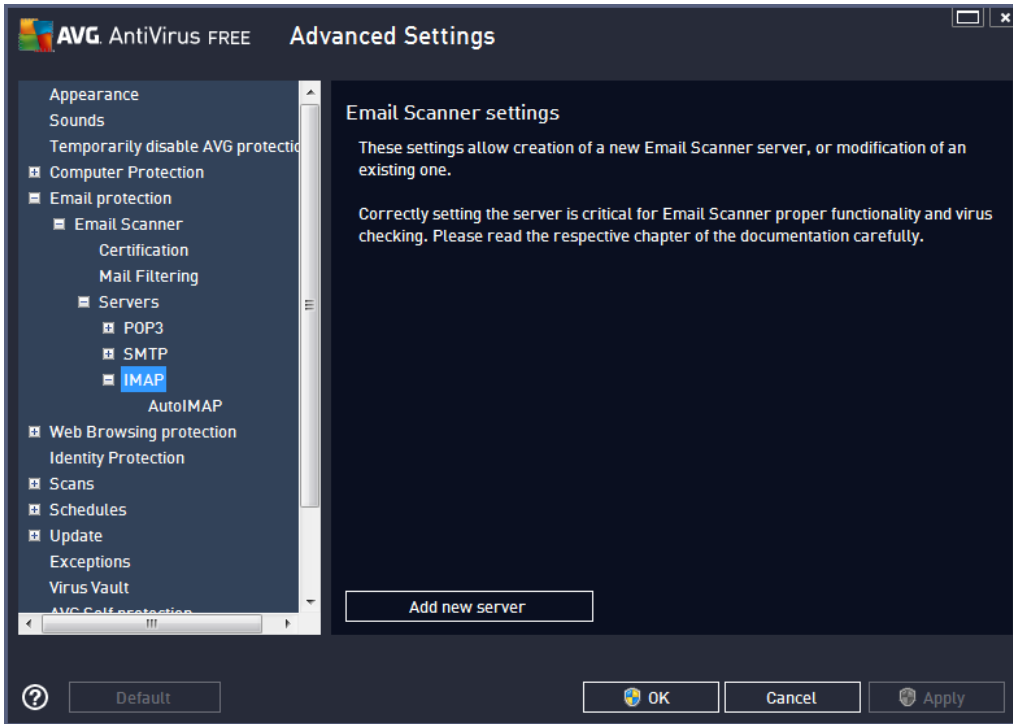 AVG. AntiVirus FREE Advanced Settings
Appearance
Sounds
Temporarily disable AVG protectio
Computer Protection
Email protection
Email Scanner
Certification
Mail Filtering
Servers
POP3
SMTP
IMAP
AutoIMAP
Web Browsing protection
Identity Protection
Scans
Schedules
Update
Exceptions
Virus Vault
AVG Self protection
Email Scanner settings
These settings allow creation of a new Email Scanner server, or modification of an
existing one.
Correctly setting the server is critical for Email Scanner proper functionality and virus
checking. Please read the respective chapter of the documentation carefully.
Add new server
? Default OK Cancel Apply